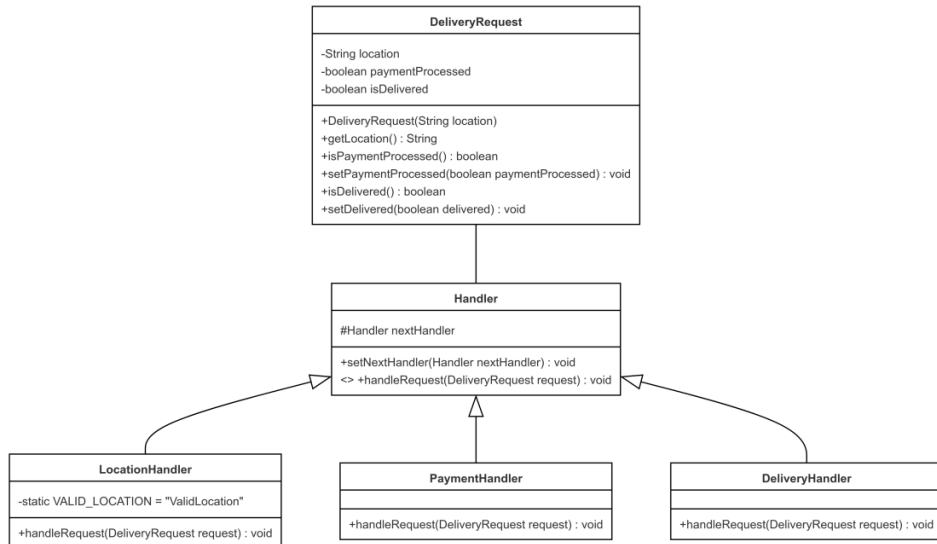 DeliveryRequest
-String location
-boolean paymentProcessed
-boolean isDelivered
+DeliveryRequest(String location)
+getLocation() : String
+isPaymentProcessed() : boolean
+setPaymentProcessed(boolean paymentProcessed) : void
+isDelivered() : boolean
+setDelivered(boolean delivered) : void
Handler
#Handler nextHandler
+setNextHandler(Handler nextHandler) : void
<> +handleRequest(DeliveryRequest request) : void
LocationHandler
-static VALID_LOCATION = "ValidLocation"
+handleRequest(DeliveryRequest request) : void
PaymentHandler
+handleRequest(DeliveryRequest request) : void
DeliveryHandler
+handleRequest(DeliveryRequest request) : void